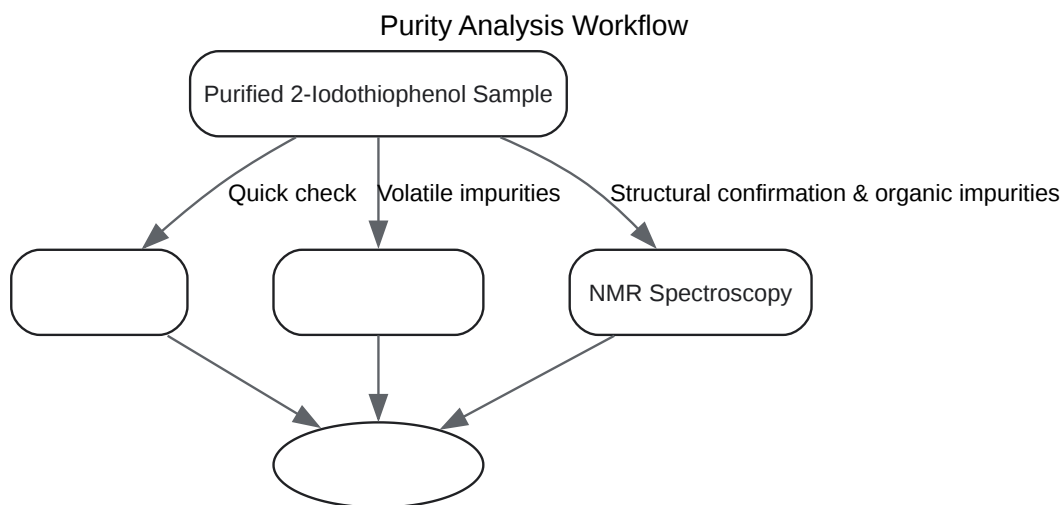 Purity Analysis Workflow
Purified 2-Iodothiophenol Sample
Quick check
Volatile impurities
Structural confirmation & organic impurities
NMR Spectroscopy